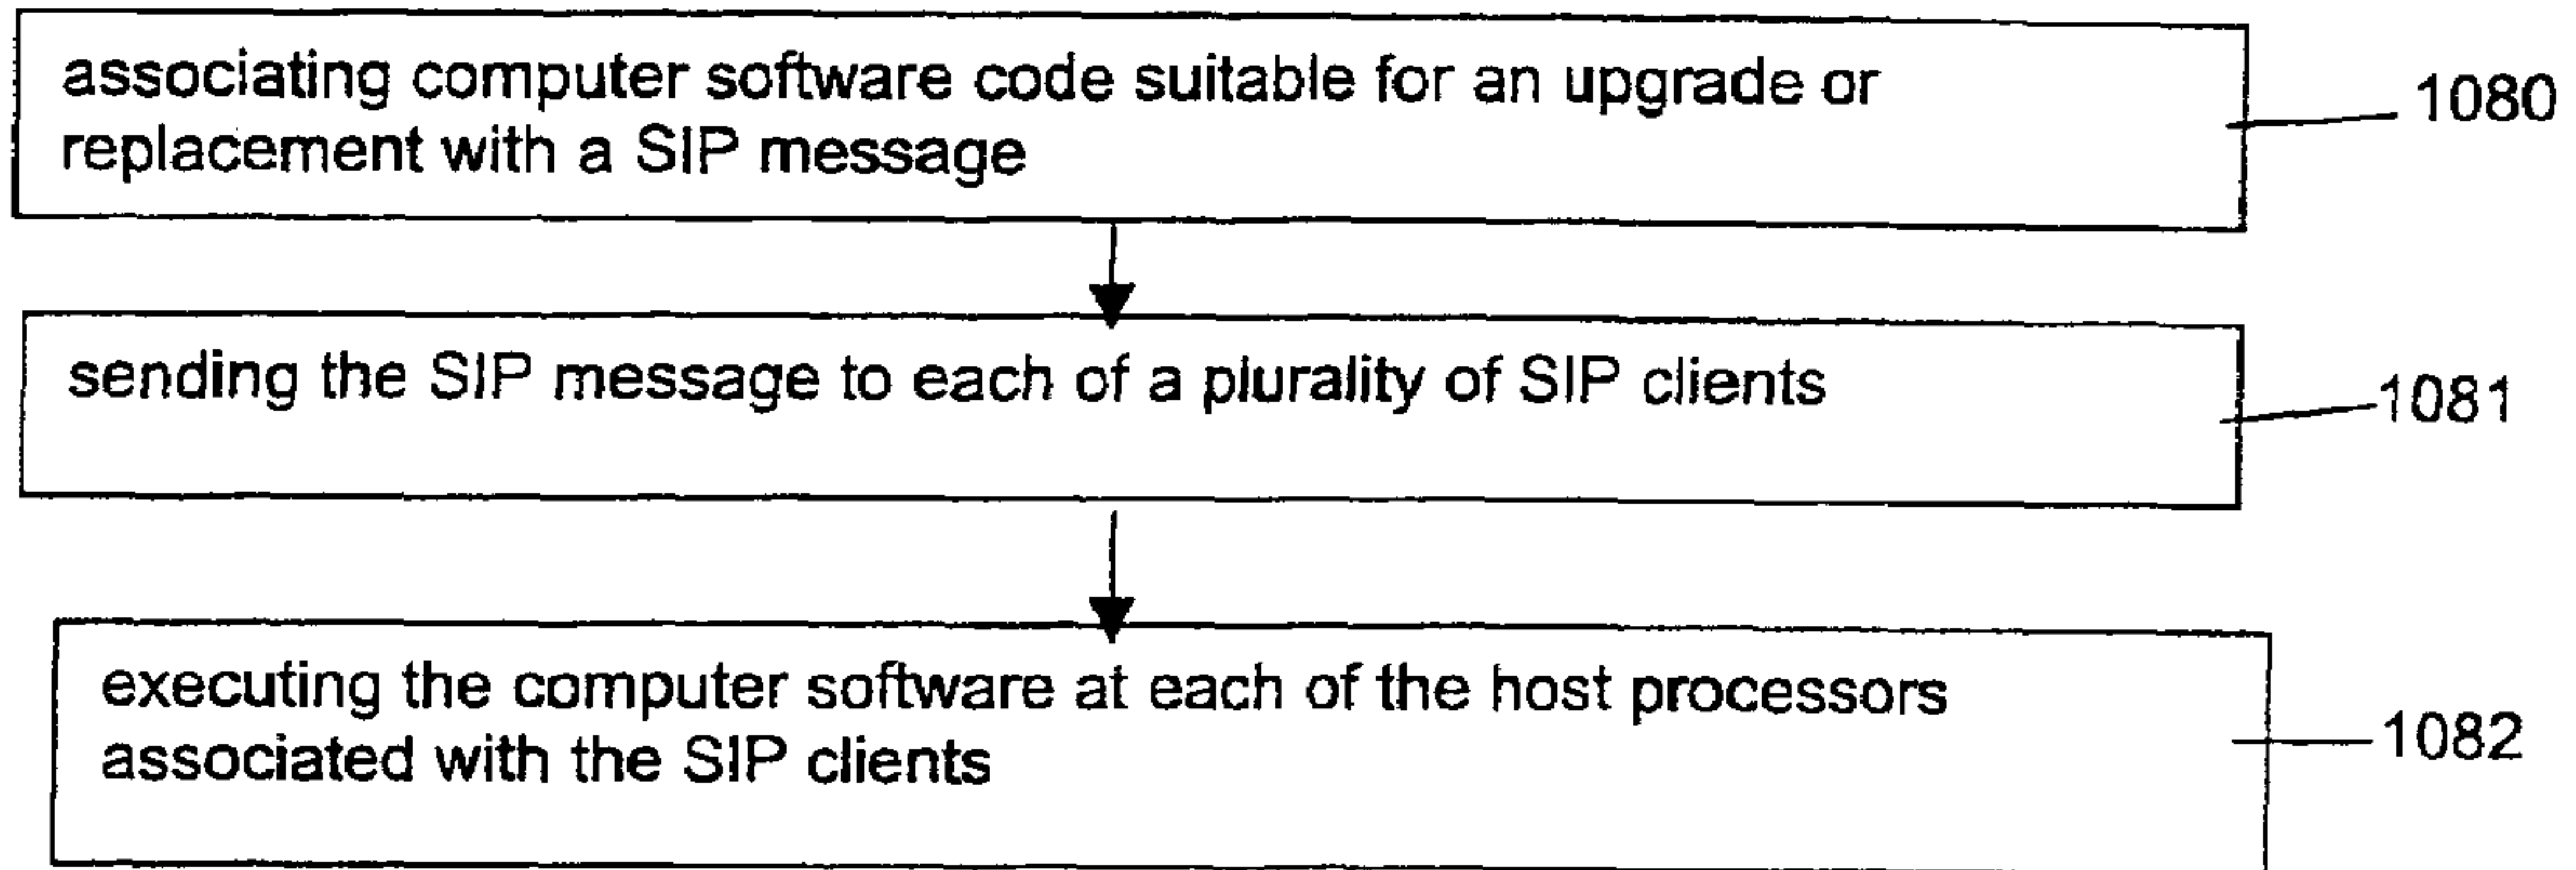 associating computer software code suitable for an upgrade or
replacement with a SIP message
1080
sending the SIP message to each of a plurality of SIP clients
1081
executing the computer software at each of the host processors
associated with the SIP clients
1082